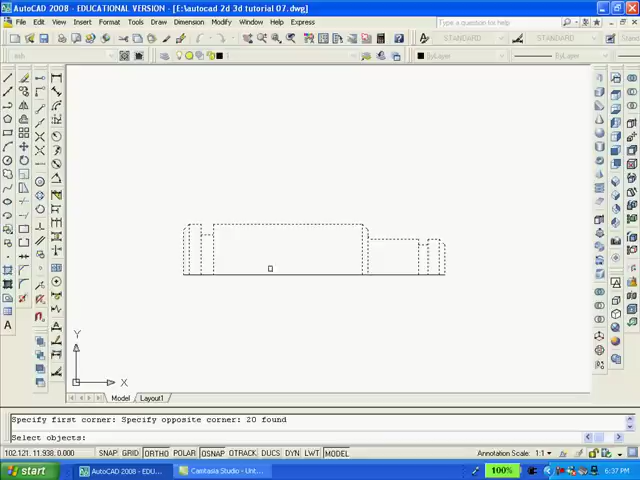 AutoCAD 2008 - EDUCATIONAL VERSION - [E:\autocad 2d 3d tutorial 07.dwg]
File Edit View Insert Format Tools Draw Dimension Modify Window Help Express
Type a question for help
STANDARD
STANDARD
ash
1
ByLayer
ByLayer
Y
X
Model Layout1
Specify first corner: Specify opposite corner: 20 found
Select objects:
102.121, 11.938, 0.000 SNAP GRID ORTHO POLAR OSNAP OTRACK DUCS DYN LWT MODEL Annotation Scale: 1:1
start AutoCAD 2008 - EDU... Camtasia Studio - Unt... 100% 6:37 PM
A